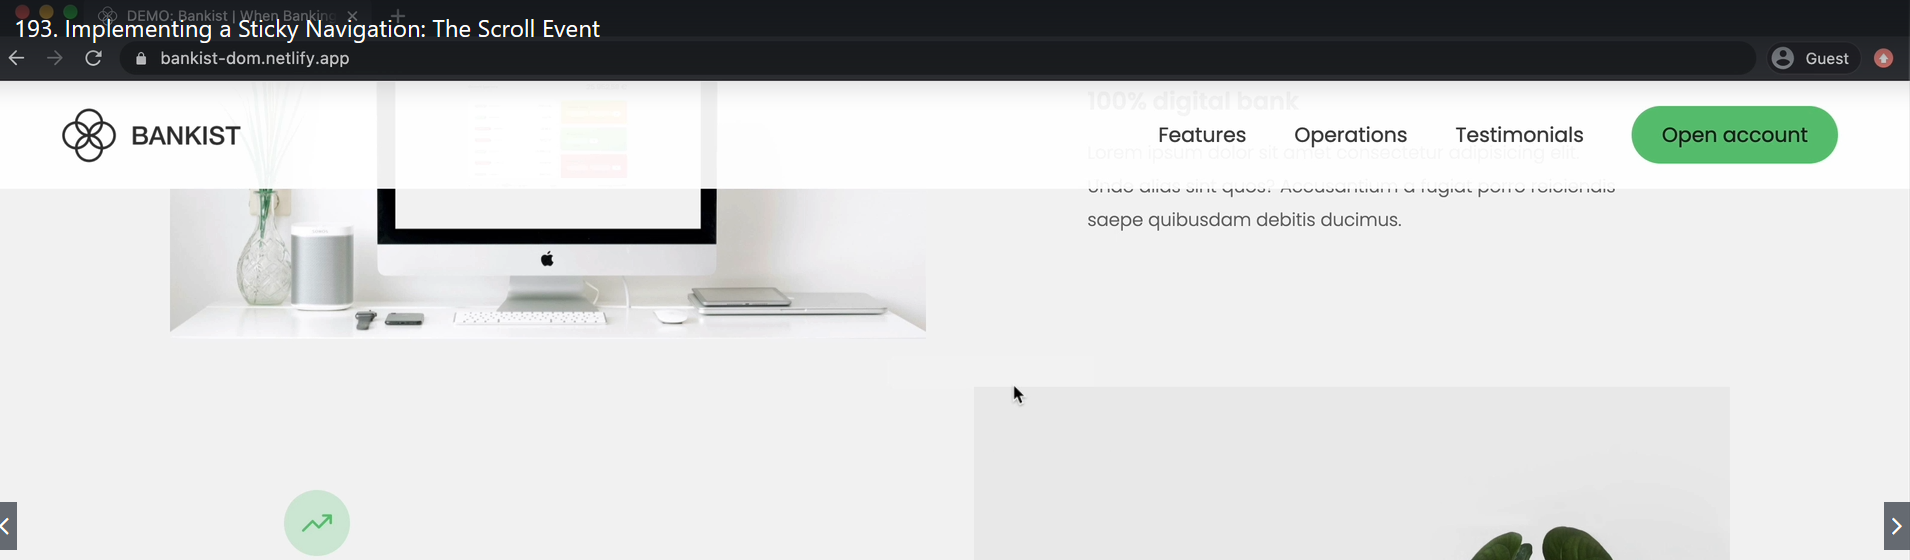 DEMO: Bankist | When Banking
193. Implementing a Sticky Navigation: The Scroll Event
bankist-dom.netlify.app
Guest
BANKIST
Features
Operations
Testimonials
Open account
100% digital bank
Lorem ipsum dolor sit amet consectetur adipisicing elit.
Unde alias sint quos? Accusantium a fugiat porro reiciendis
saepe quibusdam debitis ducimus.